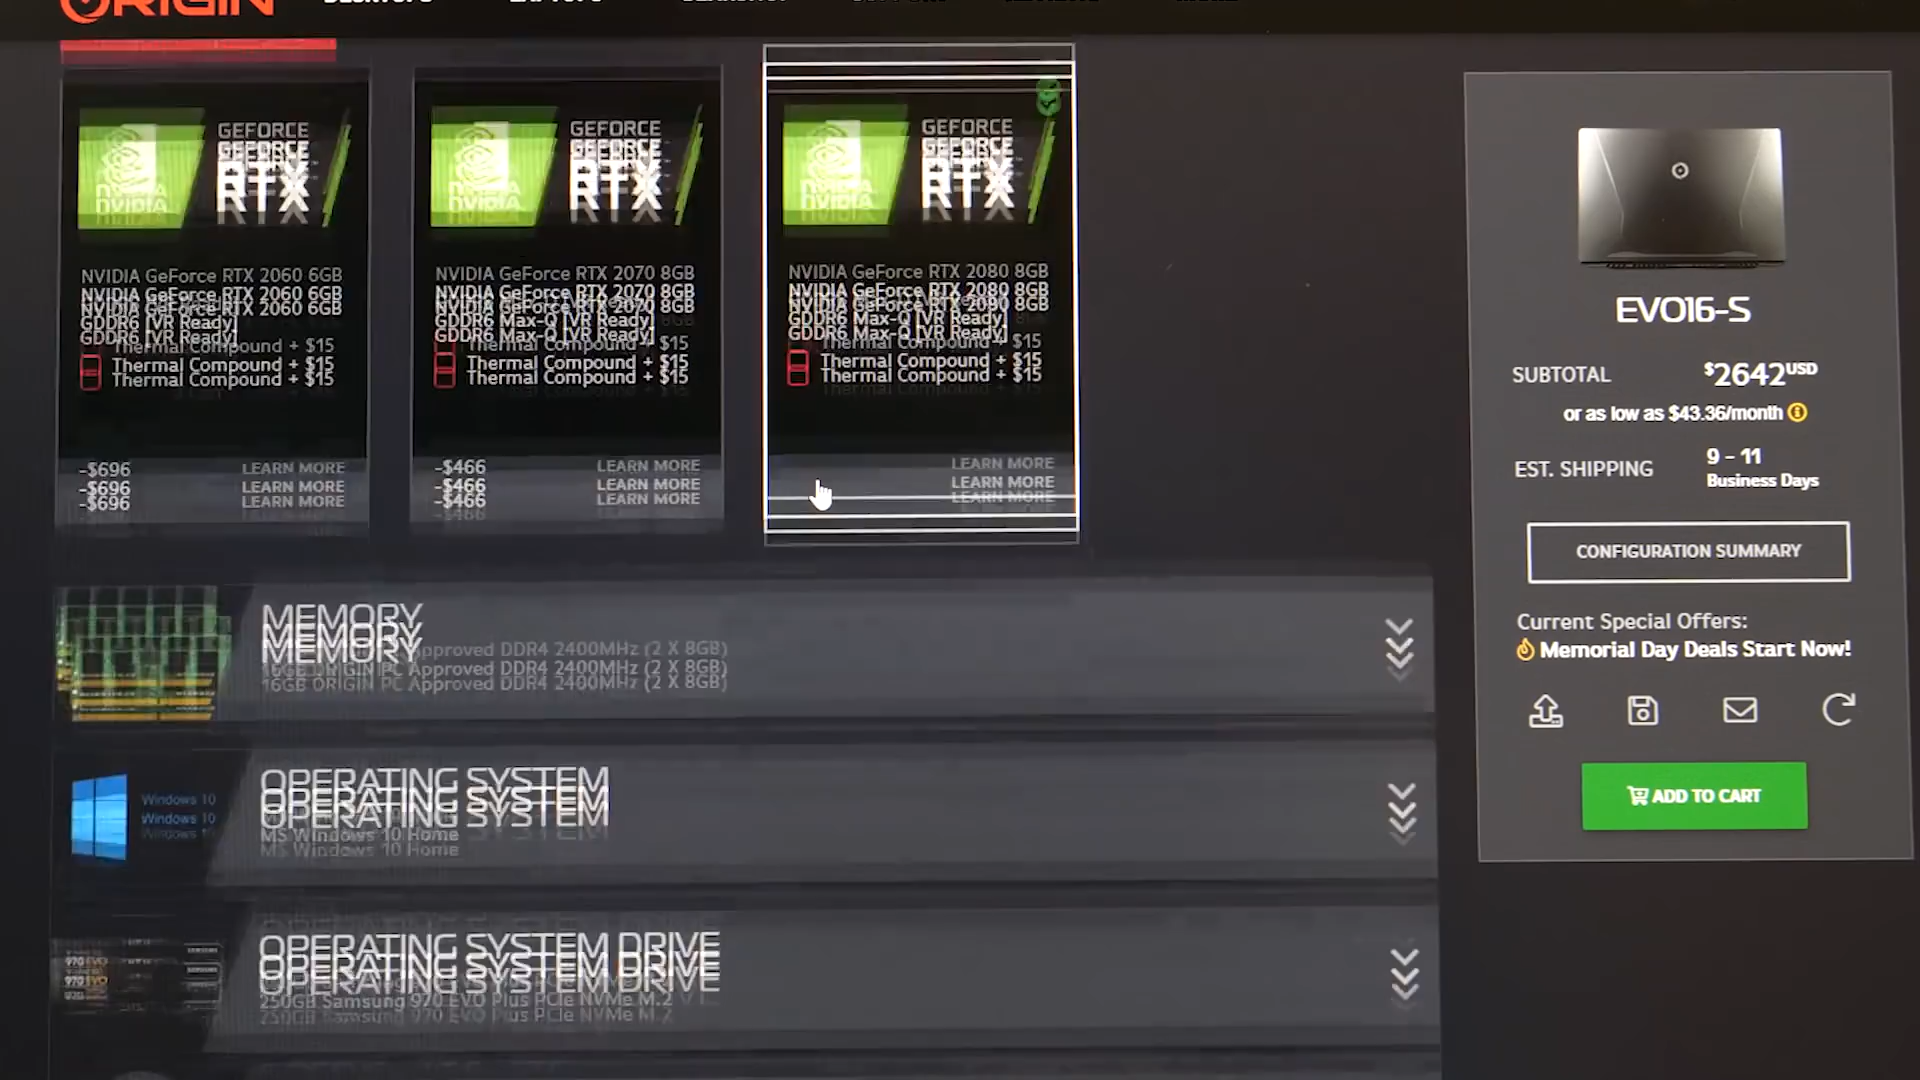 ORIGIN
NVIDIA
GEFORCE
RTX
NVIDIA GeForce RTX 2060 6GB
GDDR6 [VR Ready]
Thermal Compound + $15
-$696
LEARN MORE
NVIDIA
GEFORCE
RTX
NVIDIA GeForce RTX 2070 8GB
GDDR6 Max-Q [VR Ready]
Thermal Compound + $15
-$466
LEARN MORE
NVIDIA
GEFORCE
RTX
NVIDIA GeForce RTX 2080 8GB
GDDR6 Max-Q [VR Ready]
Thermal Compound + $15
LEARN MORE
MEMORY
16GB ORIGIN PC Approved DDR4 2400MHz (2 X 8GB)
Windows 10
OPERATING SYSTEM
MS Windows 10 Home
970 EVO
OPERATING SYSTEM DRIVE
250GB Samsung 970 EVO Plus PCIe NVMe M.2
EVO16-S
SUBTOTAL $2642USD
or as low as $43.36/month
EST. SHIPPING 9 - 11
Business Days
CONFIGURATION SUMMARY
Current Special Offers:
Memorial Day Deals Start Now!
ADD TO CART